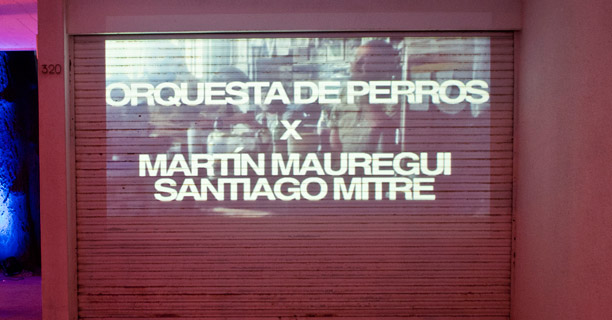 320
ORQUESTA DE PERROS
X
MARTÍN MAUREGUI
SANTIAGO MITRE